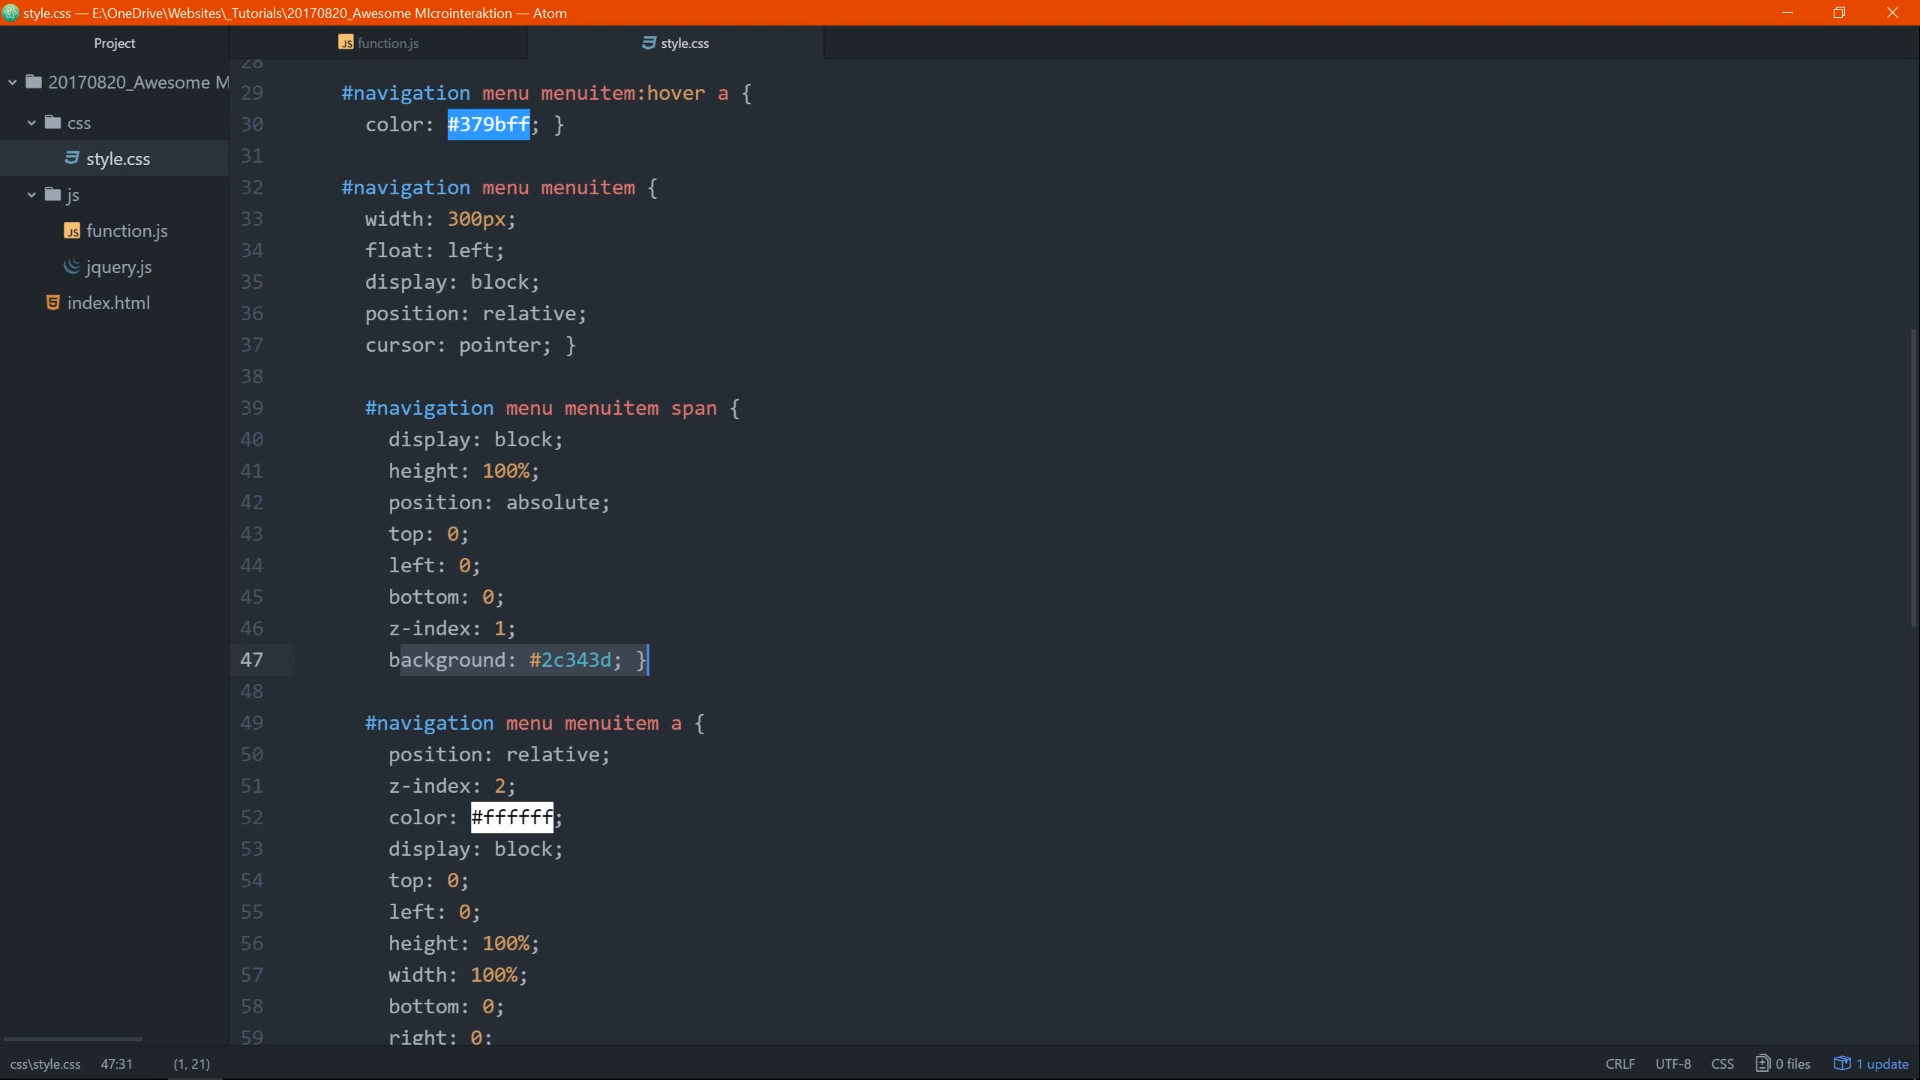 style.css — E:\OneDrive\Websites\_Tutorials\20170820_Awesome MIcrointeraktion — Atom
Project
function.js
style.css
20170820_Awesome M
css
style.css
js
function.js
jquery.js
index.html
28
29 #navigation menu menuitem:hover a {
30 color: #379bff; }
31
32 #navigation menu menuitem {
33 width: 300px;
34 float: left;
35 display: block;
36 position: relative;
37 cursor: pointer; }
38
39 #navigation menu menuitem span {
40 display: block;
41 height: 100%;
42 position: absolute;
43 top: 0;
44 left: 0;
45 bottom: 0;
46 z-index: 1;
47 background: #2c343d; }
48
49 #navigation menu menuitem a {
50 position: relative;
51 z-index: 2;
52 color: #ffffff;
53 display: block;
54 top: 0;
55 left: 0;
56 height: 100%;
57 width: 100%;
58 bottom: 0;
59 right: 0;
css\style.css 47:31 (1, 21) CRLF UTF-8 CSS 0 files 1 update